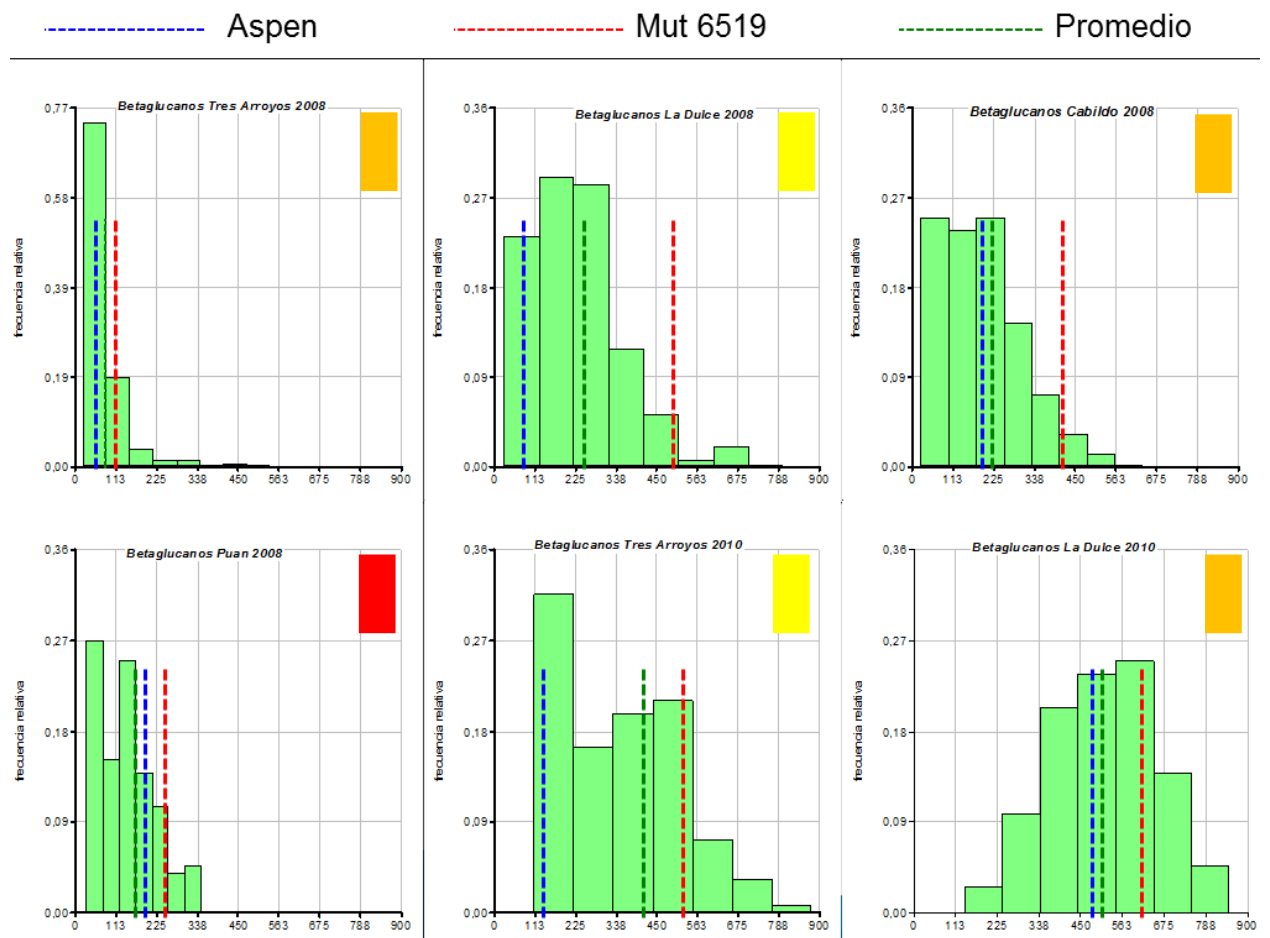 Aspen Mut 6519 Promedio
Betaglucanos Tres Arroyos 2008
frecuencia relativa
0,77
0,58
0,39
0,19
0,00
0 113 225 338 450 563 675 788 900
Betaglucanos La Dulce 2008
frecuencia relativa
0,36
0,27
0,18
0,09
0,00
0 113 225 338 450 563 675 788 900
Betaglucanos Cabildo 2008
frecuencia relativa
0,36
0,27
0,18
0,09
0,00
0 113 225 338 450 563 675 788 900
Betaglucanos Puan 2008
frecuencia relativa
0,36
0,27
0,18
0,09
0,00
0 113 225 338 450 563 675 788 900
Betaglucanos Tres Arroyos 2010
frecuencia relativa
0,36
0,27
0,18
0,09
0,00
0 113 225 338 450 563 675 788 900
Betaglucanos La Dulce 2010
frecuencia relativa
0,36
0,27
0,18
0,09
0,00
0 113 225 338 450 563 675 788 900